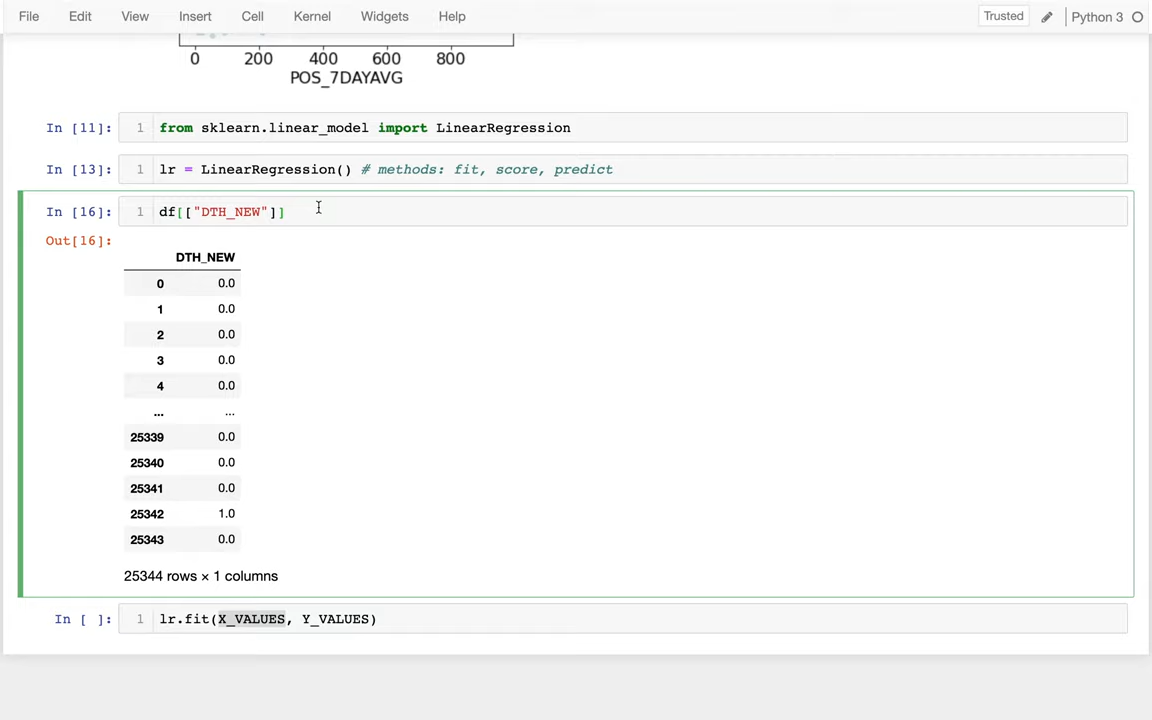 File Edit View Insert Cell Kernel Widgets Help Trusted Python 3
0 200 400 600 800
POS_7DAYAVG
In [11]: 1 from sklearn.linear_model import LinearRegression
In [13]: 1 lr = LinearRegression() # methods: fit, score, predict
In [16]: 1 df[["DTH_NEW"]]
Out[16]:
DTH_NEW
0 0.0
1 0.0
2 0.0
3 0.0
4 0.0
... ...
25339 0.0
25340 0.0
25341 0.0
25342 1.0
25343 0.0
25344 rows × 1 columns
In [ ]: 1 lr.fit(X_VALUES, Y_VALUES)